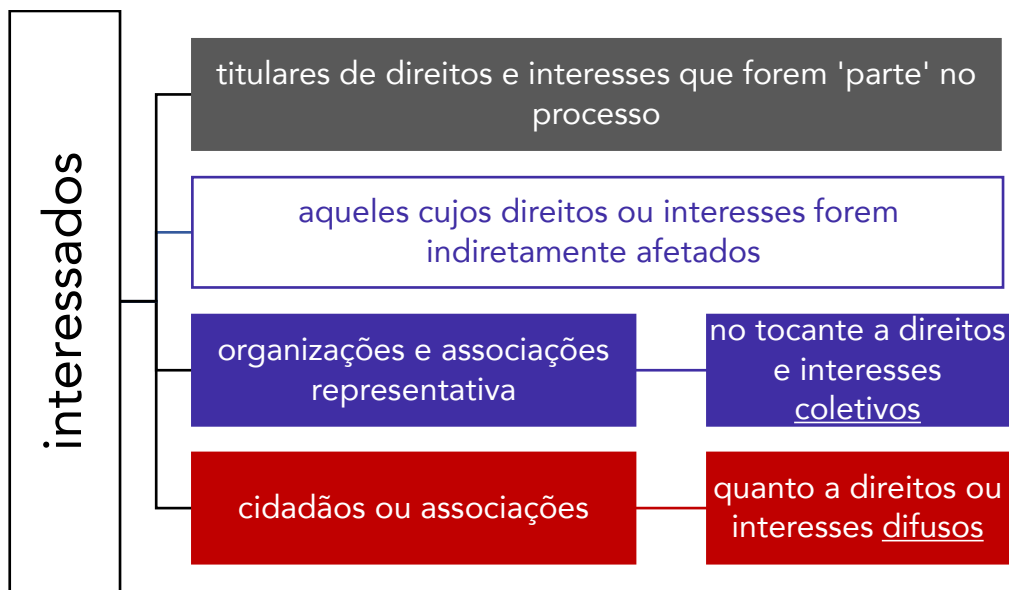 interessados
titulares de direitos e interesses que forem 'parte' no
processo
aqueles cujos direitos ou interesses forem
indiretamente afetados
organizações e associações
representativa
no tocante a direitos
e interesses
coletivos
cidadãos ou associações
quanto a direitos ou
interesses difusos